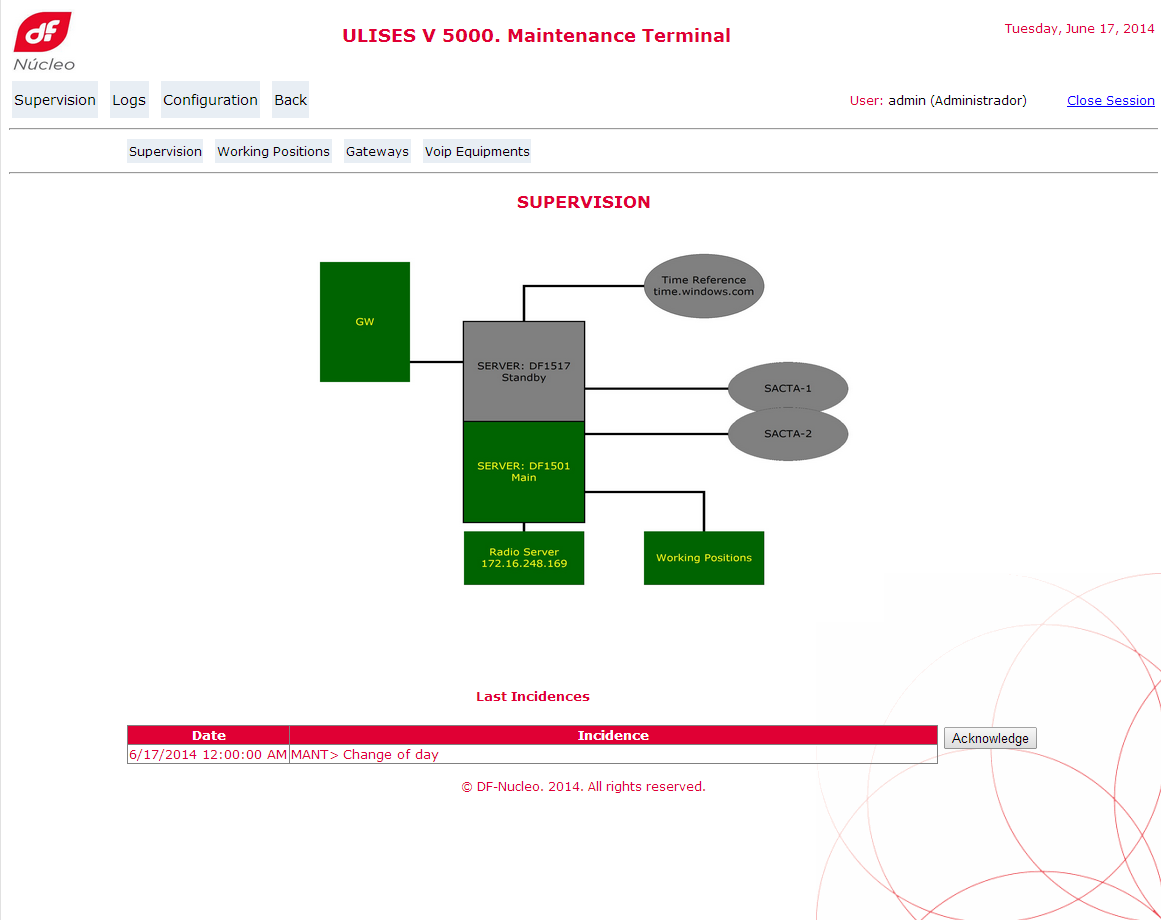 df
Núcleo
ULISES V 5000. Maintenance Terminal
Tuesday, June 17, 2014
Supervision Logs Configuration Back
User: admin (Administrador) Close Session
Supervision Working Positions Gateways Voip Equipments
SUPERVISION
Time Reference
time.windows.com
GW
SERVER: DF1517
Standby
SACTA-1
SACTA-2
SERVER: DF1501
Main
Radio Server
172.16.248.169
Working Positions
Last Incidences
Date Incidence
Acknowledge
6/17/2014 12:00:00 AM MANT> Change of day
© DF-Nucleo. 2014. All rights reserved.